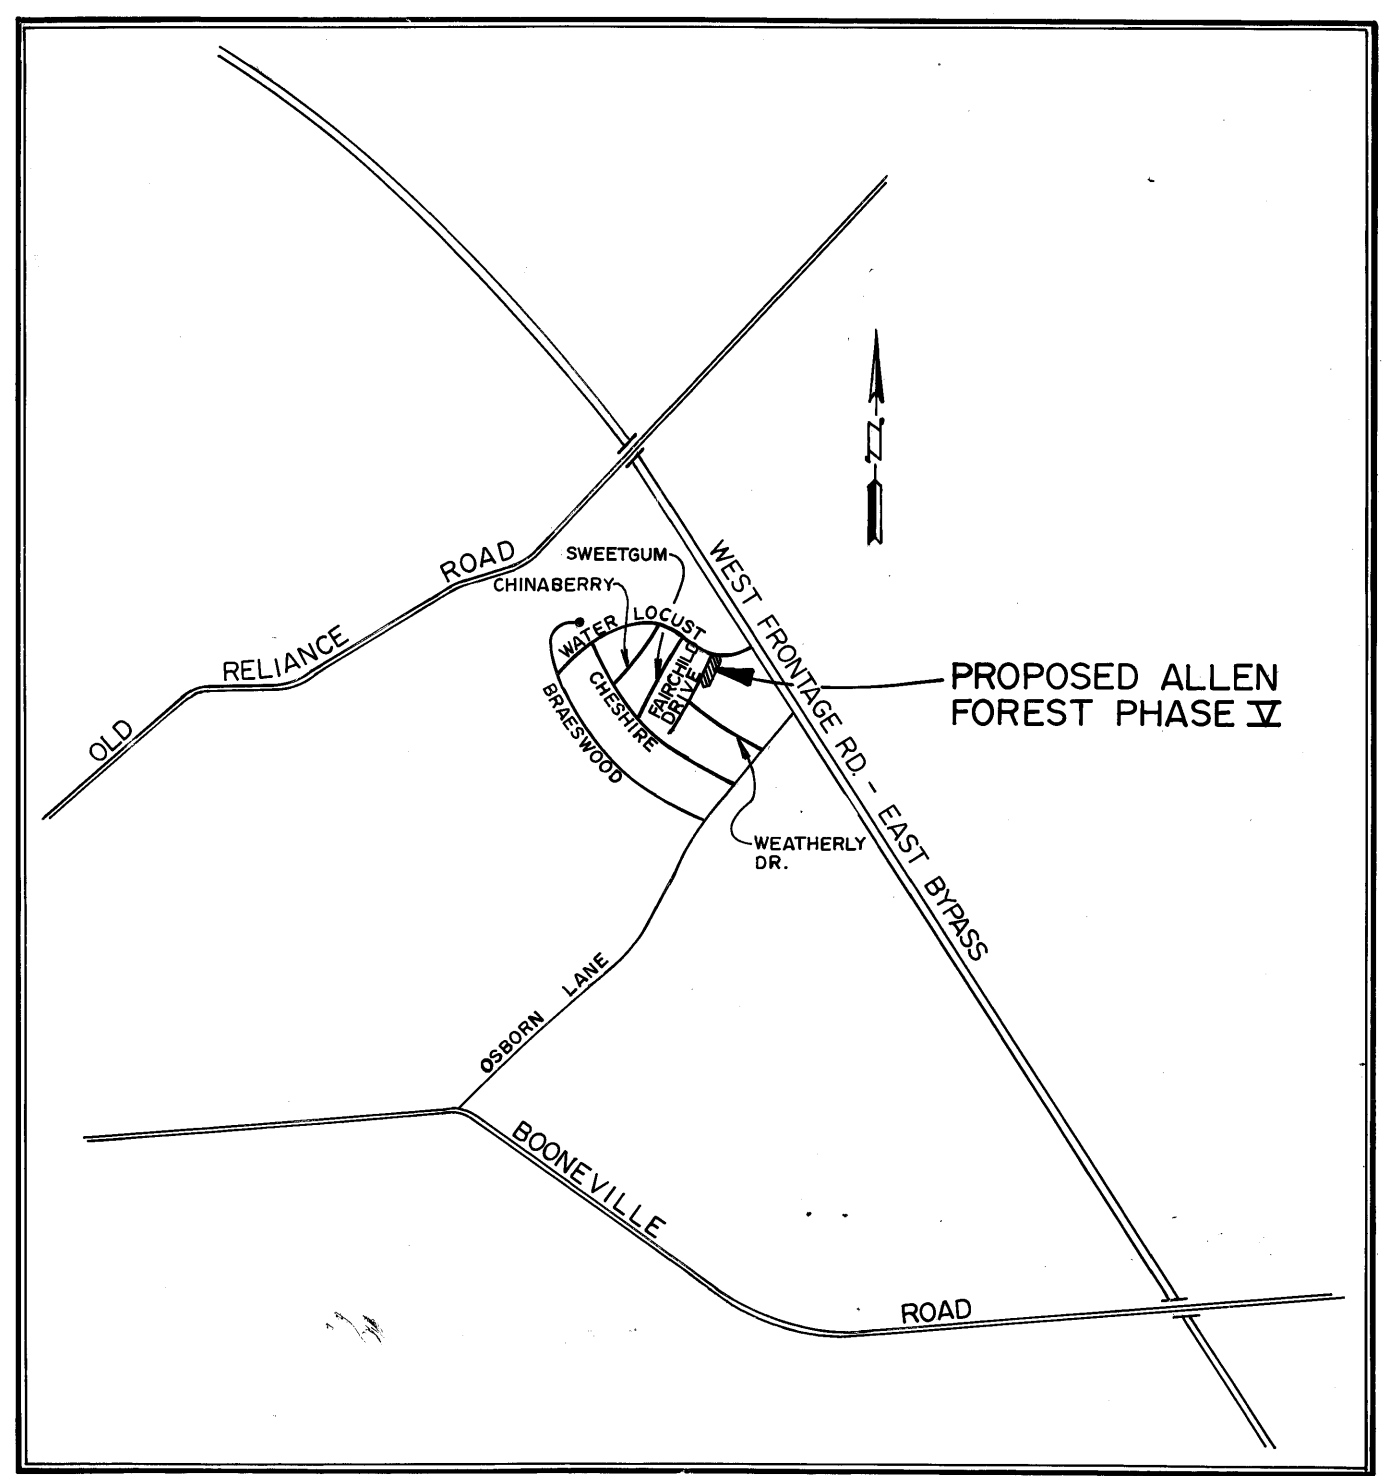 N
SWEETGUM
CHINABERRY
WATER LOCUST
FAIRCHILD
DRIVE
CHESHIRE
BRAESWOOD
WEST FRONTAGE RD. - EAST BYPASS
PROPOSED ALLEN
FOREST PHASE V
OLD RELIANCE ROAD
WEATHERLY
DR.
OSBORN LANE
BOONEVILLE ROAD